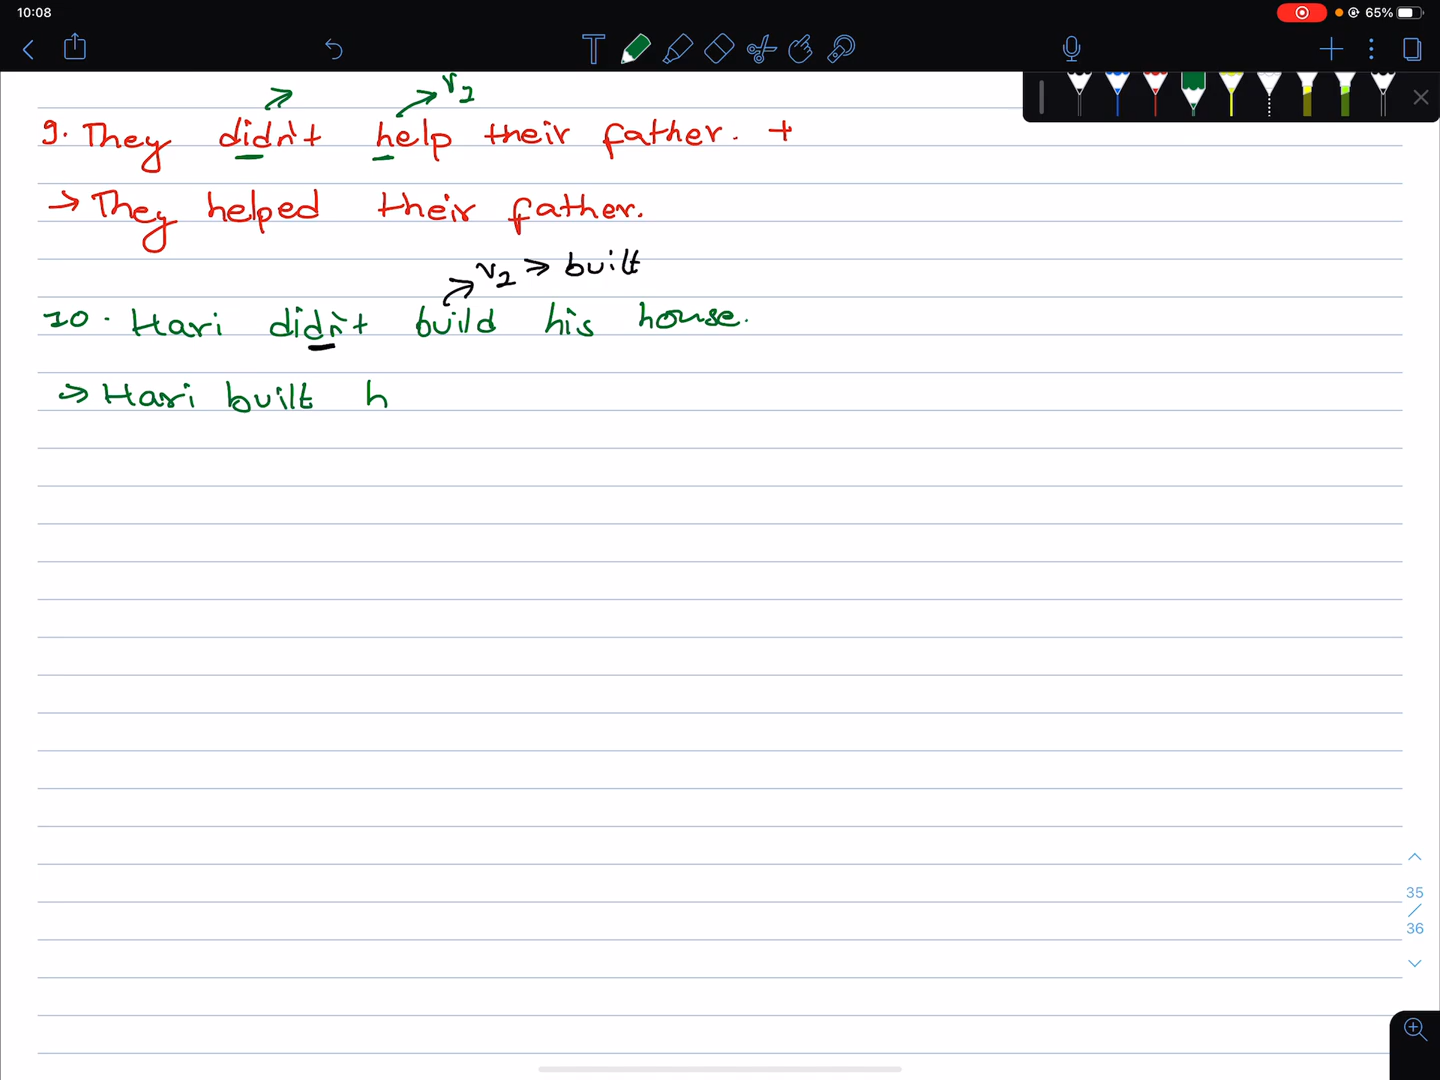 10:08
65%
v2
9. They didn't help their father. +
→ They helped their father.
v2 → built
10. Hari didn't build his house.
→ Hari built h
35
36